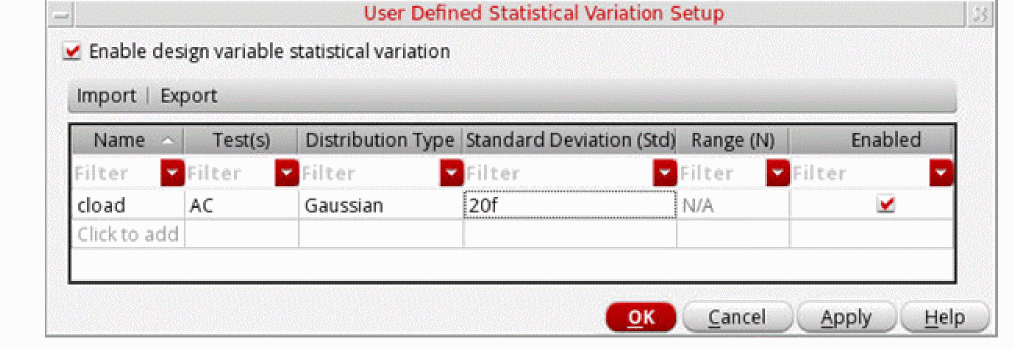 User Defined Statistical Variation Setup
Enable design variable statistical variation
Import | Export
Name Test(s) Distribution Type Standard Deviation (Std) Range (N) Enabled
Filter Filter Filter Filter Filter Filter
cload AC Gaussian 20f N/A
Click to add
OK Cancel Apply Help